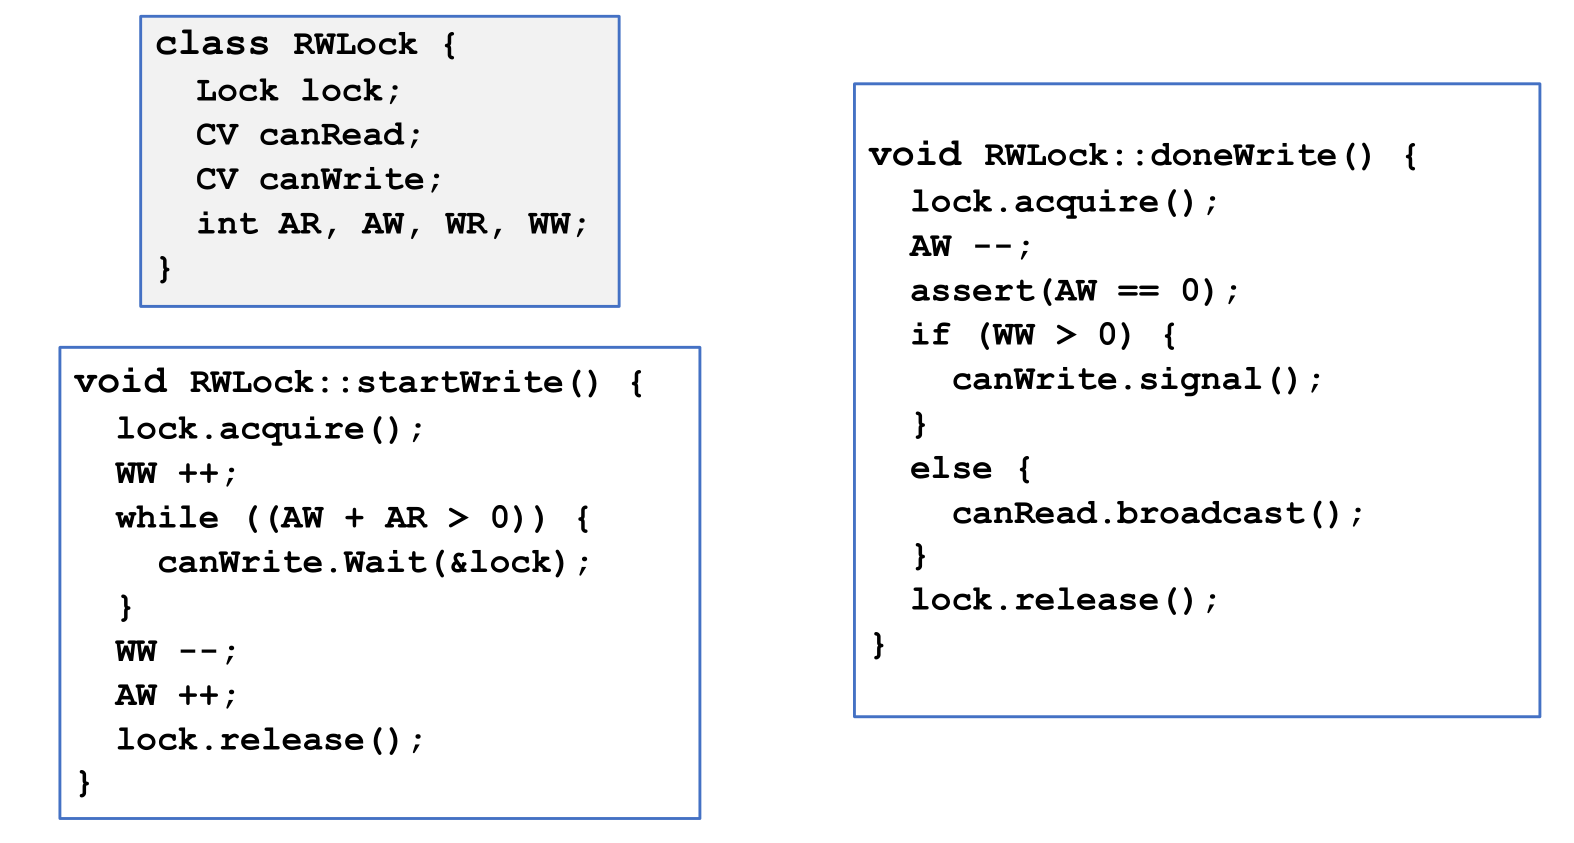 class RWLock {
Lock lock;
CV canRead;
CV canWrite;
int AR, AW, WR, WW;
}
void RWLock::startWrite() {
lock.acquire();
WW ++;
while ((AW + AR > 0)) {
canWrite.Wait(&lock);
}
WW --;
AW ++;
lock.release();
}
void RWLock::doneWrite() {
lock.acquire();
AW --;
assert(AW == 0);
if (WW > 0) {
canWrite.signal();
}
else {
canRead.broadcast();
}
lock.release();
}